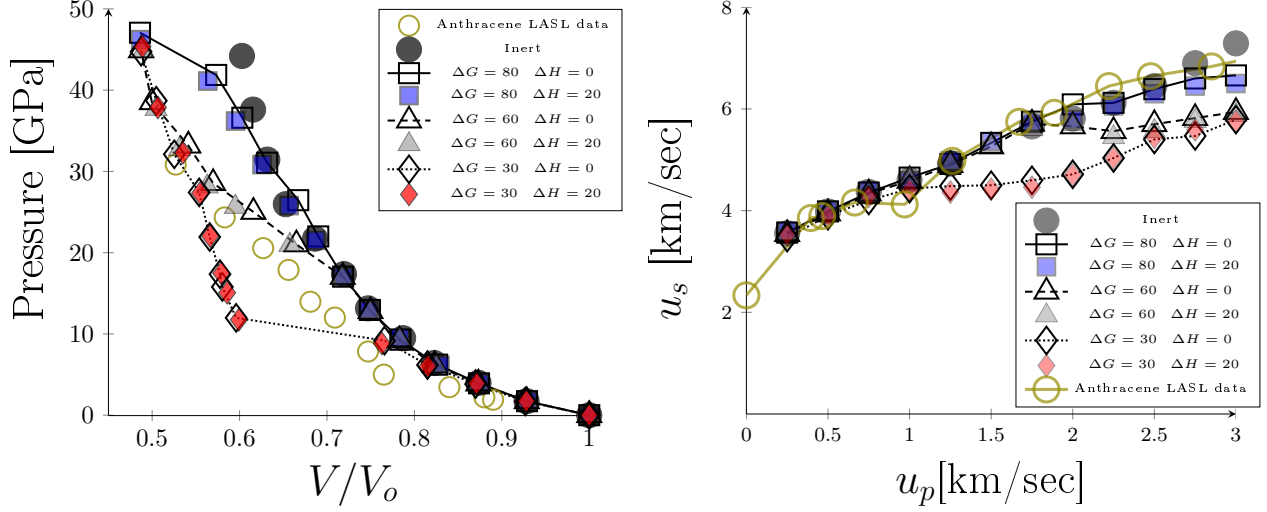 50
40
30
20
10
0
0.5 0.6 0.7 0.8 0.9 1
Pressure [GPa]
V/Vo
Anthracene LASL data
Inert
ΔG = 80 ΔH = 0
ΔG = 80 ΔH = 20
ΔG = 60 ΔH = 0
ΔG = 60 ΔH = 20
ΔG = 30 ΔH = 0
ΔG = 30 ΔH = 20
8
6
4
2
0 0.5 1 1.5 2 2.5 3
us [km/sec]
up[km/sec]
Inert
ΔG = 80 ΔH = 0
ΔG = 80 ΔH = 20
ΔG = 60 ΔH = 0
ΔG = 60 ΔH = 20
ΔG = 30 ΔH = 0
ΔG = 30 ΔH = 20
Anthracene LASL data